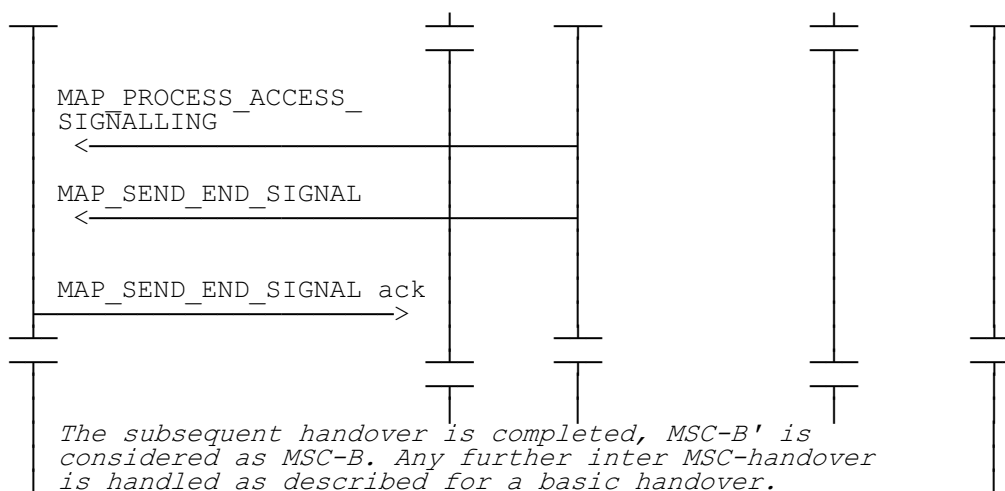 MAP_PROCESS_ACCESS_
SIGNALLING
MAP_SEND_END_SIGNAL
MAP_SEND_END_SIGNAL ack
The subsequent handover is completed, MSC-B' is
considered as MSC-B. Any further inter MSC-handover
is handled as described for a basic handover.